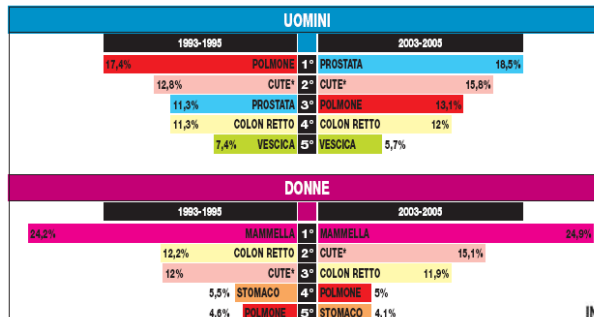 UOMINI
1993-1995 2003-2005
17,4% POLMONE 1° PROSTATA 18,5%
12,8% CUTE* 2° CUTE* 15,8%
11,3% PROSTATA 3° POLMONE 13,1%
11,3% COLON RETTO 4° COLON RETTO 12%
7,4% VESCICA 5° VESCICA 5,7%
DONNE
1993-1995 2003-2005
24,2% MAMMELLA 1° MAMMELLA 24,9%
12,2% COLON RETTO 2° CUTE* 15,1%
12% CUTE* 3° COLON RETTO 11,9%
5,5% STOMACO 4° POLMONE 5%
4,6% POLMONE 5° STOMACO 4,1%